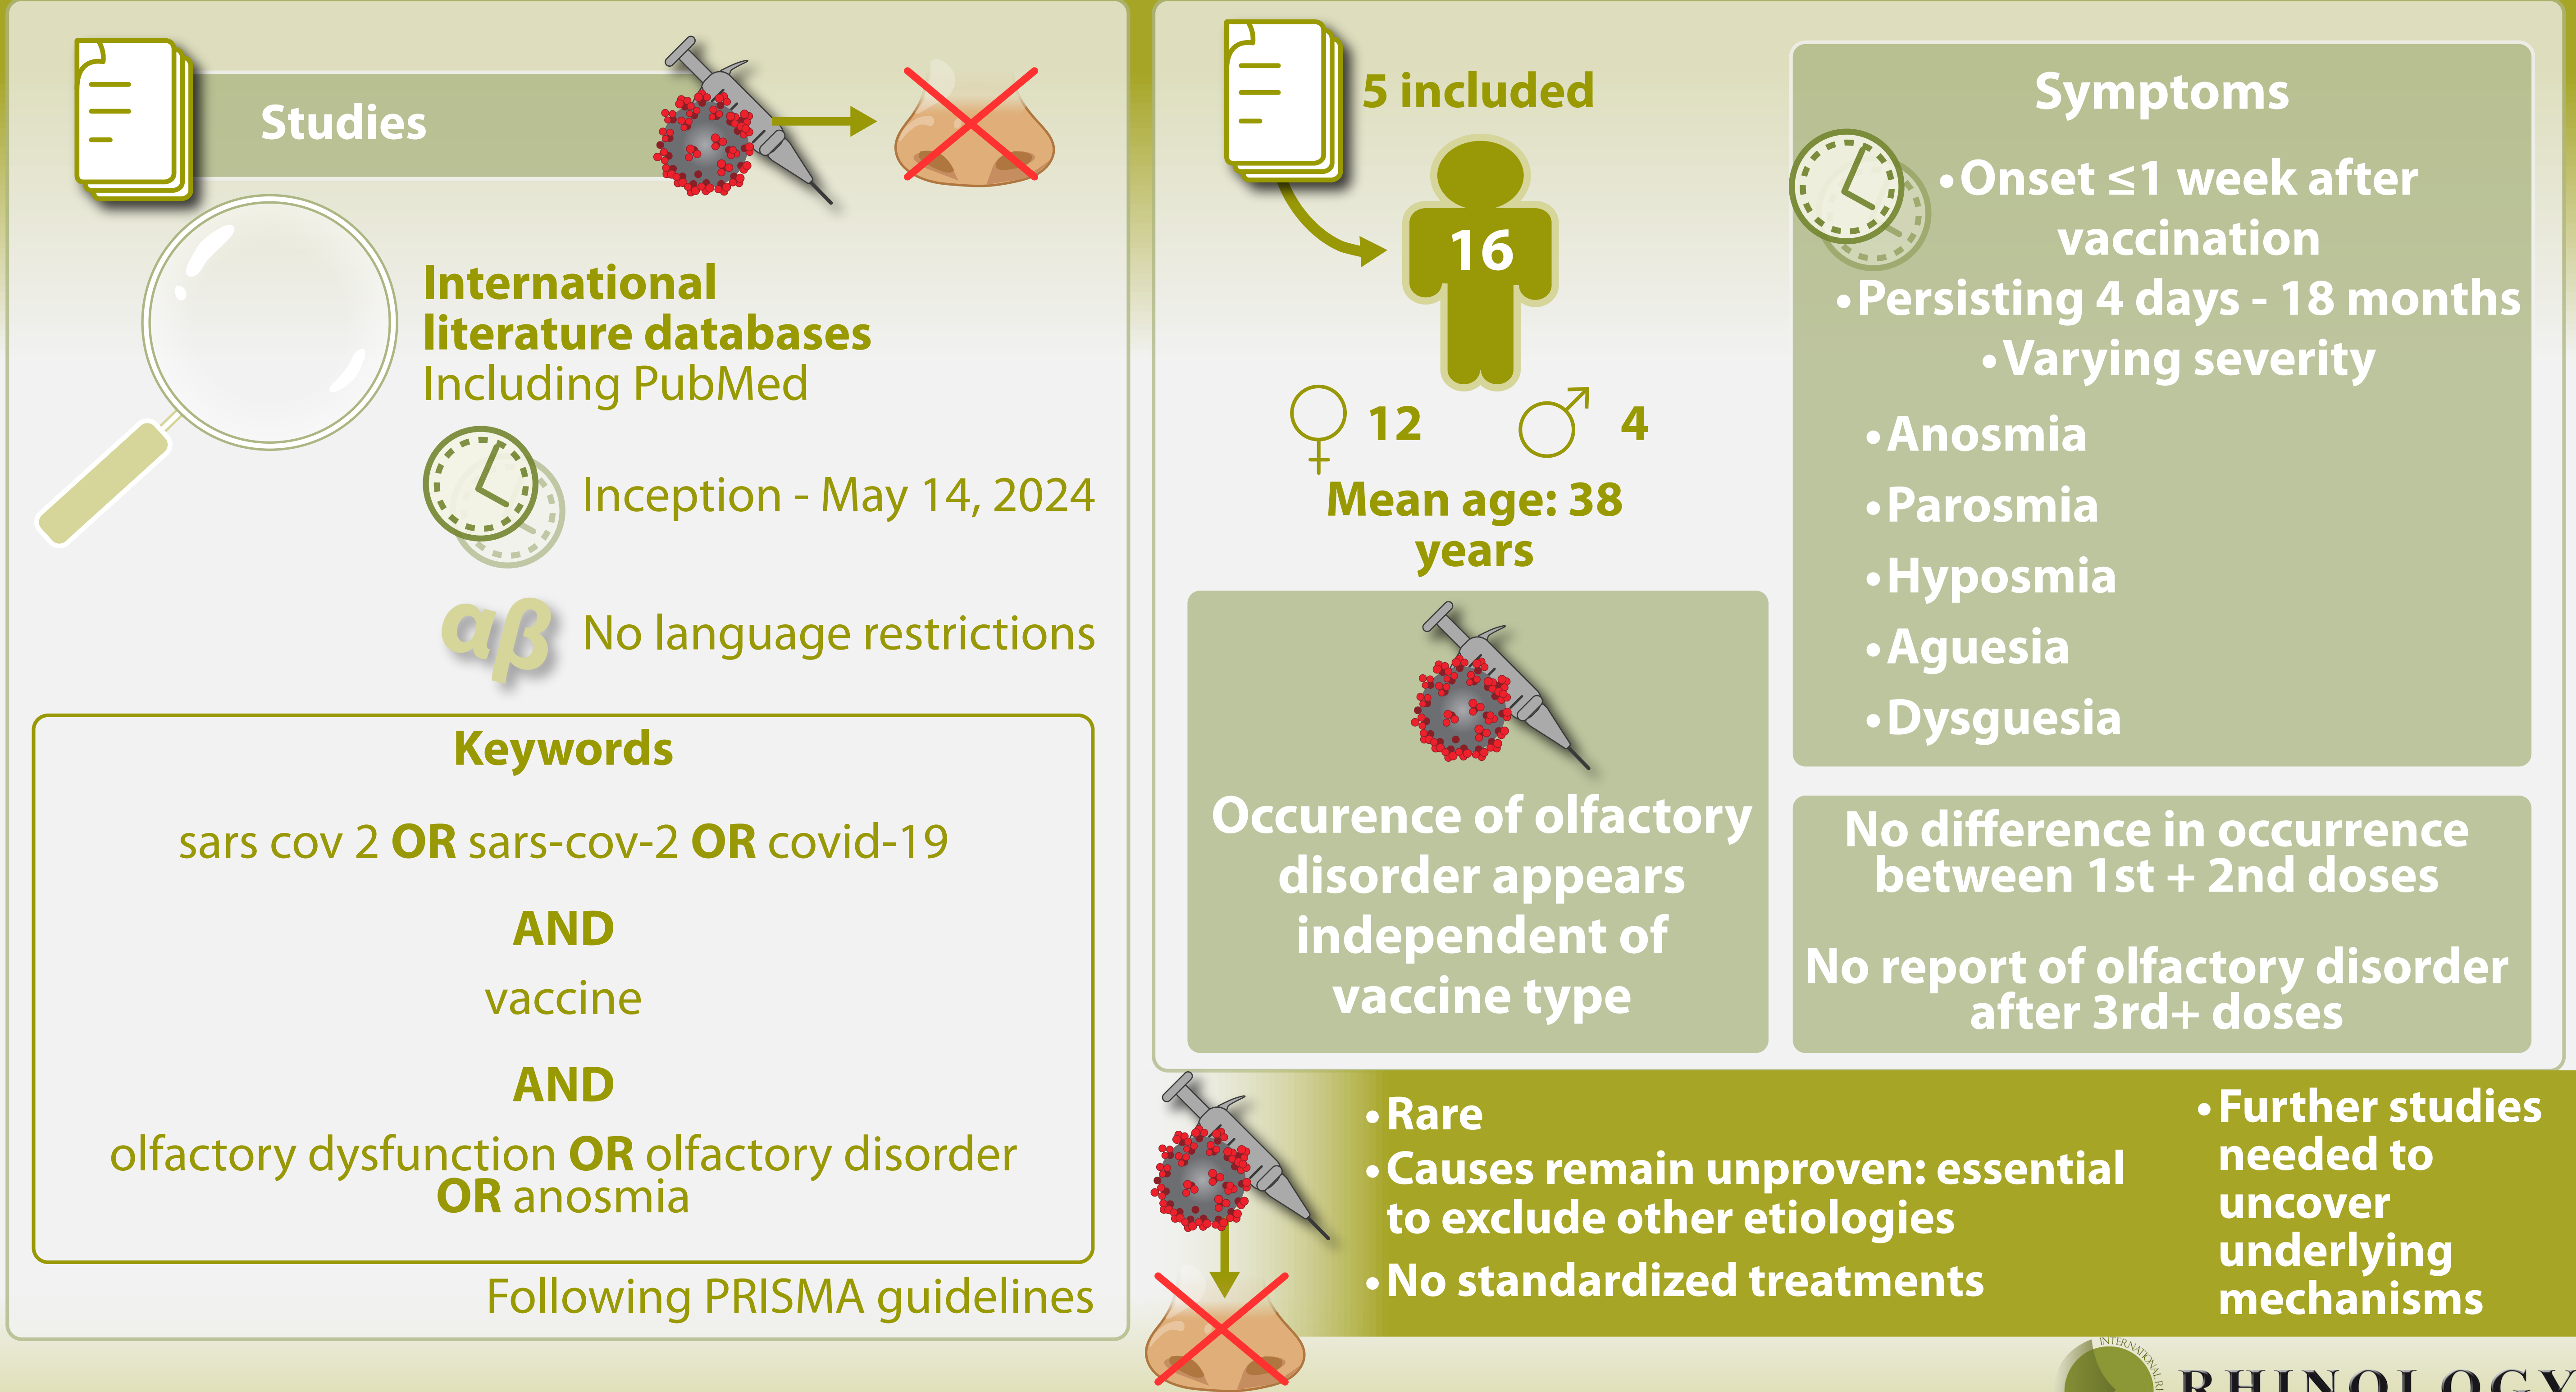 Studies
International
literature databases
Including PubMed
Inception - May 14, 2024
αβ
No language restrictions
Keywords
sars cov 2 OR sars-cov-2 OR covid-19
AND
vaccine
AND
olfactory dysfunction OR olfactory disorder
OR anosmia
Following PRISMA guidelines
5 included
16
12
4
Mean age: 38
years
Occurence of olfactory
disorder appears
independent of
vaccine type
Symptoms
•Onset ≤1 week after
vaccination
•Persisting 4 days - 18 months
•Varying severity
•Anosmia
•Parosmia
•Hyposmia
•Aguesia
•Dysguesia
No difference in occurrence
between 1st + 2nd doses
No report of olfactory disorder
after 3rd+ doses
•Rare
•Causes remain unproven: essential
to exclude other etiologies
•No standardized treatments
•Further studies
needed to
uncover
underlying
mechanisms
INTERNATIONAL
RHINOLOGY